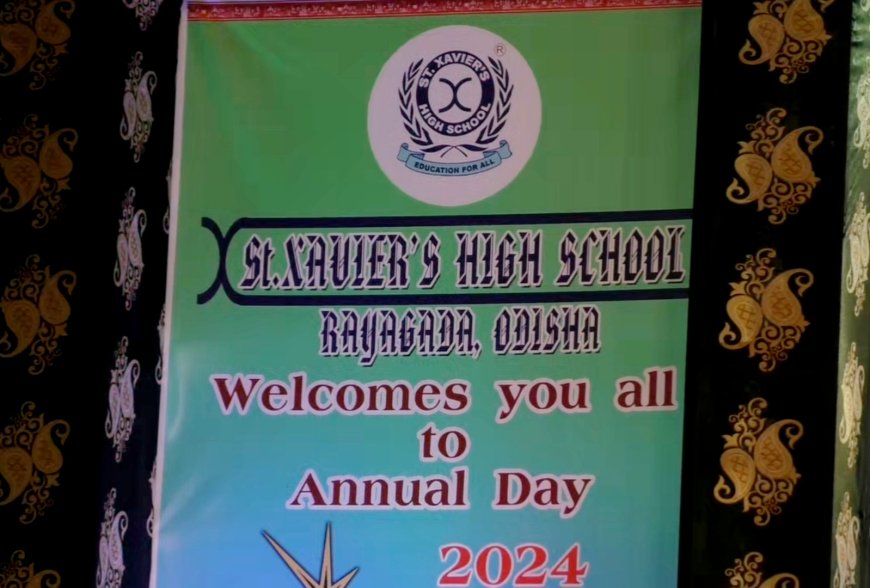 ST. XAVIER'S
®
HIGH SCHOOL
EDUCATION FOR ALL
St. XAVIER'S HIGH SCHOOL
RAYAGADA, ODISHA
Welcomes you all
to
Annual Day
2024